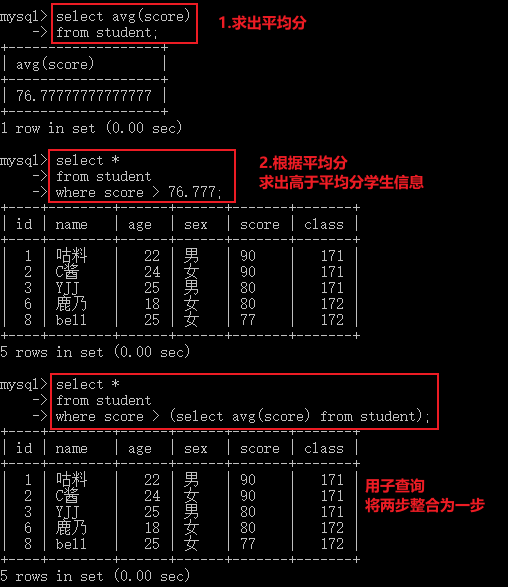 mysql> select avg(score)
-> from student;
1.求出平均分
+-------------------+
| avg(score)        |
+-------------------+
| 76.77777777777777 |
+-------------------+
1 row in set (0.00 sec)
mysql> select *
-> from student
-> where score > 76.777;
2.根据平均分
求出高于平均分学生信息
+----+------+-----+-----+-------+-------+
| id | name | age | sex | score | class |
+----+------+-----+-----+-------+-------+
| 1 | 咕料 | 22 | 男 | 90 | 171 |
| 2 | C酱 | 24 | 女 | 90 | 171 |
| 3 | YJJ | 25 | 男 | 80 | 171 |
| 6 | 鹿乃 | 18 | 女 | 80 | 172 |
| 8 | bell | 25 | 女 | 77 | 172 |
+----+------+-----+-----+-------+-------+
5 rows in set (0.00 sec)
mysql> select *
-> from student
-> where score > (select avg(score) from student);
+----+------+-----+-----+-------+-------+
| id | name | age | sex | score | class |
+----+------+-----+-----+-------+-------+
| 1 | 咕料 | 22 | 男 | 90 | 171 |
| 2 | C酱 | 24 | 女 | 90 | 171 |
| 3 | YJJ | 25 | 男 | 80 | 171 |
| 6 | 鹿乃 | 18 | 女 | 80 | 172 |
| 8 | bell | 25 | 女 | 77 | 172 |
+----+------+-----+-----+-------+-------+
用子查询
将两步整合为一步
5 rows in set (0.00 sec)